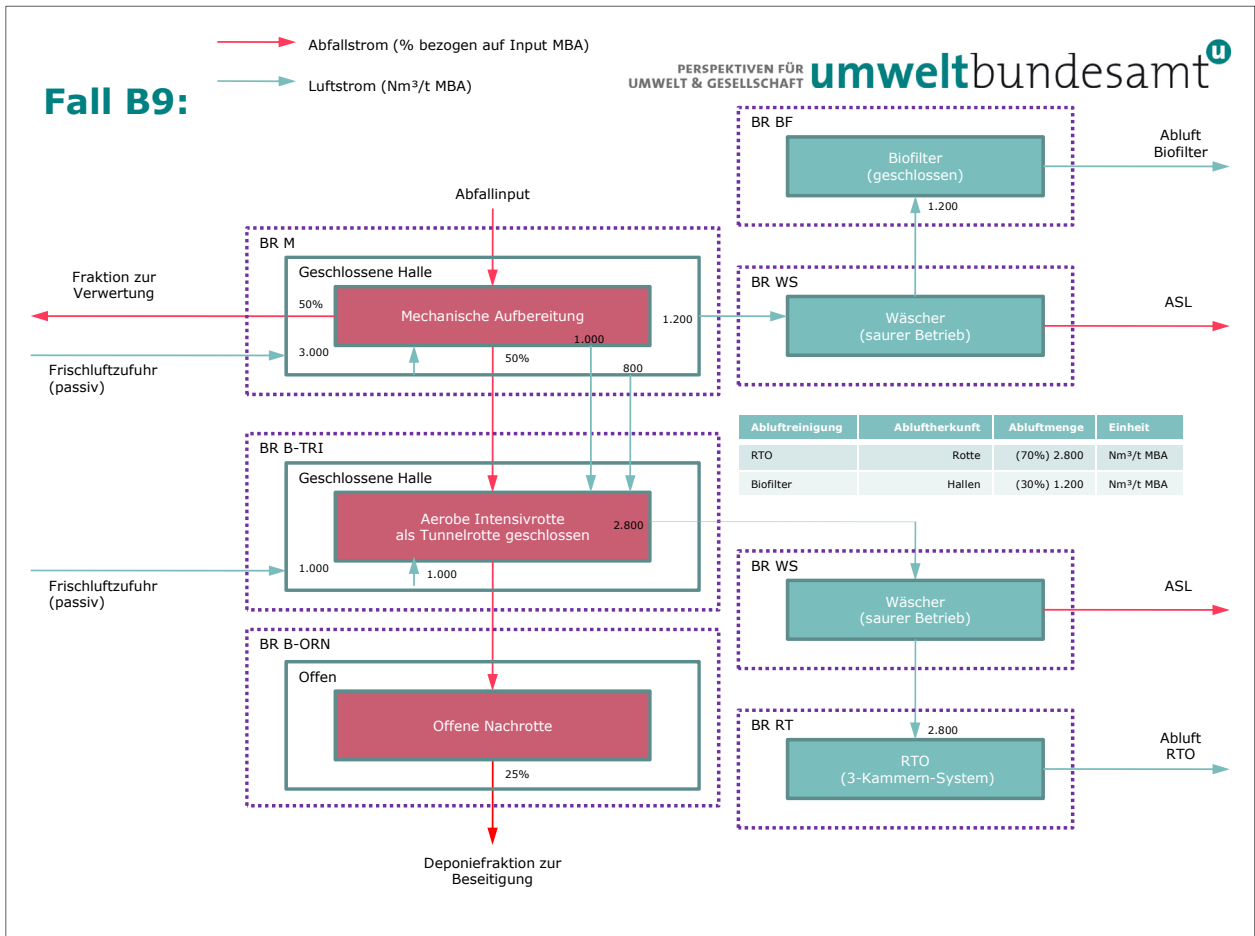 Abfallstrom (% bezogen auf Input MBA)
Luftstrom (Nm³/t MBA)
PERSPEKTIVEN FÜR
UMWELT & GESELLSCHAFT
umweltbundesamt
u
Fall B9:
BR BF
Biofilter
(geschlossen)
1.200
Abluft
Biofilter
Abfallinput
BR M
Geschlossene Halle
Fraktion zur
Verwertung
50%
Mechanische Aufbereitung
1.200
1.000
3.000
50%
800
Frischluftzufuhr
(passiv)
BR WS
Wäscher
(saurer Betrieb)
ASL
Abluftreinigung Abluftherkunft Abluftmenge Einheit
RTO Rotte (70%) 2.800 Nm³/t MBA
Biofilter Hallen (30%) 1.200 Nm³/t MBA
BR B-TRI
Geschlossene Halle
Aerobe Intensivrotte
als Tunnelrotte geschlossen
2.800
1.000
1.000
Frischluftzufuhr
(passiv)
BR WS
Wäscher
(saurer Betrieb)
ASL
BR B-ORN
Offen
Offene Nachrotte
25%
Deponiefraktion zur
Beseitigung
BR RT
2.800
RTO
(3-Kammern-System)
Abluft
RTO